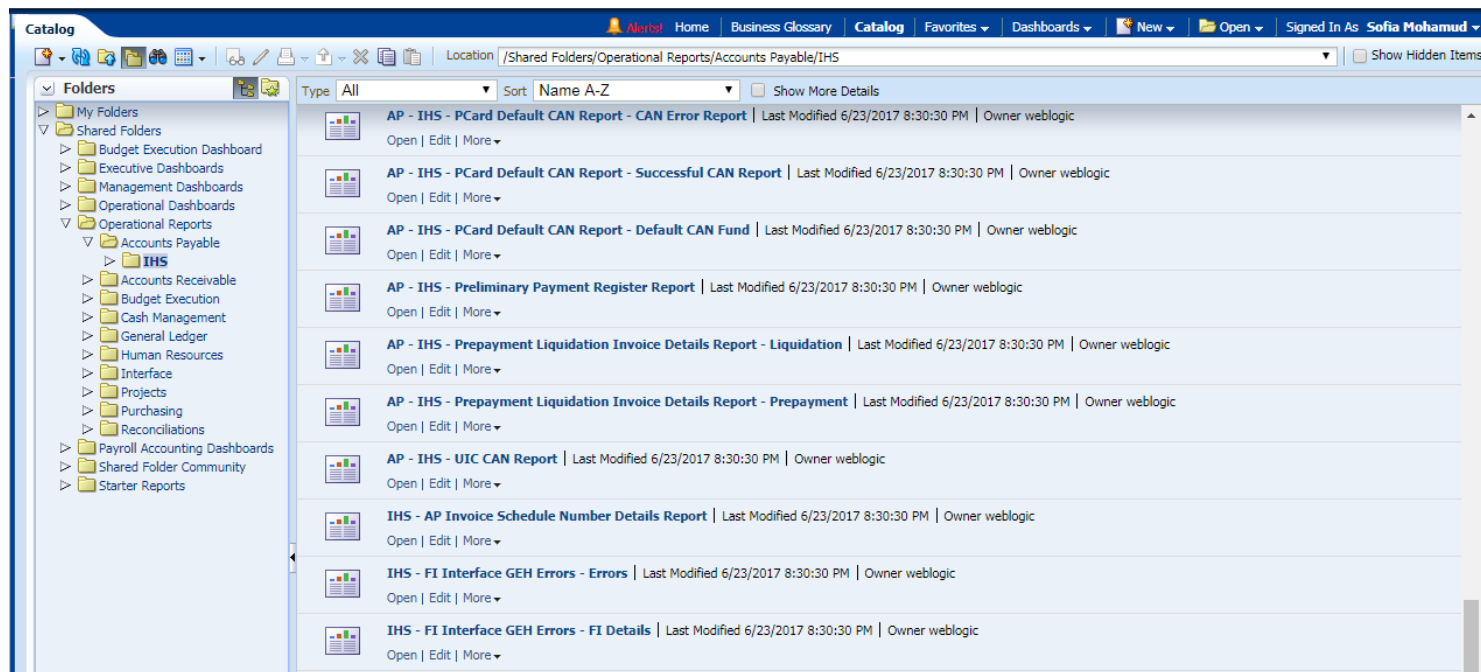 Catalog
Alerts! Home Business Glossary Catalog Favorites Dashboards New Open Signed In As Sofia Mohamud
Location /Shared Folders/Operational Reports/Accounts Payable/IHS Show Hidden Items
Folders
Type All Sort Name A-Z Show More Details
My Folders
Shared Folders
Budget Execution Dashboard
Executive Dashboards
Management Dashboards
Operational Dashboards
Operational Reports
Accounts Payable
IHS
Accounts Receivable
Budget Execution
Cash Management
General Ledger
Human Resources
Interface
Projects
Purchasing
Reconciliations
Payroll Accounting Dashboards
Shared Folder Community
Starter Reports
AP - IHS - PCard Default CAN Report - CAN Error Report | Last Modified 6/23/2017 8:30:30 PM | Owner weblogic
Open | Edit | More
AP - IHS - PCard Default CAN Report - Successful CAN Report | Last Modified 6/23/2017 8:30:30 PM | Owner weblogic
Open | Edit | More
AP - IHS - PCard Default CAN Report - Default CAN Fund | Last Modified 6/23/2017 8:30:30 PM | Owner weblogic
Open | Edit | More
AP - IHS - Preliminary Payment Register Report | Last Modified 6/23/2017 8:30:30 PM | Owner weblogic
Open | Edit | More
AP - IHS - Prepayment Liquidation Invoice Details Report - Liquidation | Last Modified 6/23/2017 8:30:30 PM | Owner weblogic
Open | Edit | More
AP - IHS - Prepayment Liquidation Invoice Details Report - Prepayment | Last Modified 6/23/2017 8:30:30 PM | Owner weblogic
Open | Edit | More
AP - IHS - UIC CAN Report | Last Modified 6/23/2017 8:30:30 PM | Owner weblogic
Open | Edit | More
IHS - AP Invoice Schedule Number Details Report | Last Modified 6/23/2017 8:30:30 PM | Owner weblogic
Open | Edit | More
IHS - FI Interface GEH Errors - Errors | Last Modified 6/23/2017 8:30:30 PM | Owner weblogic
Open | Edit | More
IHS - FI Interface GEH Errors - FI Details | Last Modified 6/23/2017 8:30:30 PM | Owner weblogic
Open | Edit | More